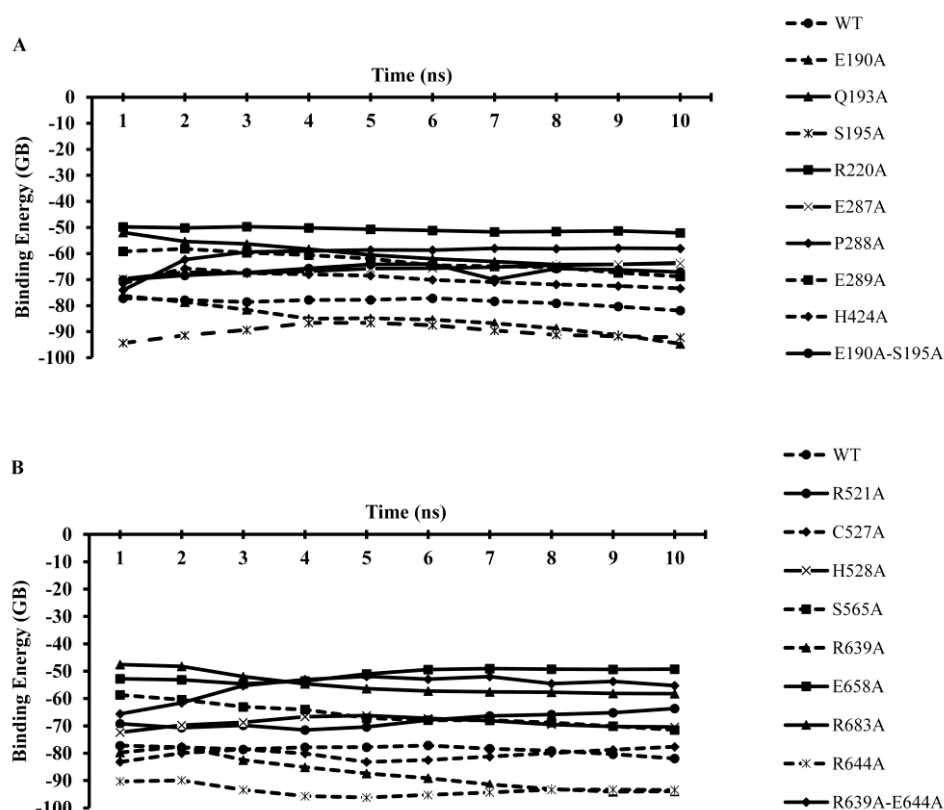 A
Time (ns)
Binding Energy (GB)
0
-10
-20
-30
-40
-50
-60
-70
-80
-90
-100
1 2 3 4 5 6 7 8 9 10
WT
E190A
Q193A
S195A
R220A
E287A
P288A
E289A
H424A
E190A-S195A
B
Time (ns)
Binding Energy (GB)
0
-10
-20
-30
-40
-50
-60
-70
-80
-90
-100
1 2 3 4 5 6 7 8 9 10
WT
R521A
C527A
H528A
S565A
R639A
E658A
R683A
R644A
R639A-E644A